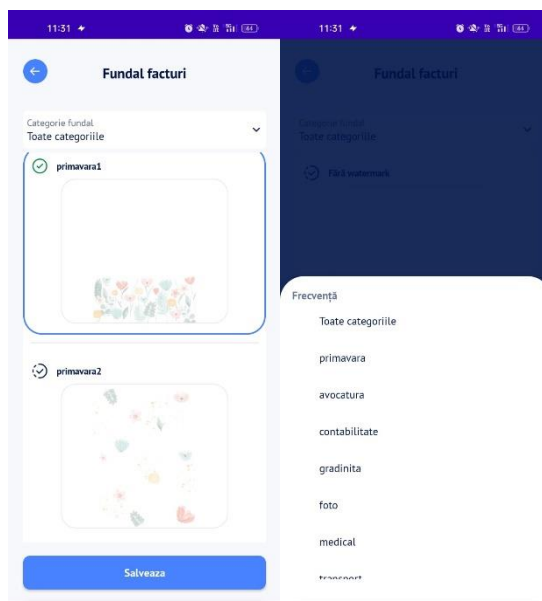 11:31
Fundal facturi
Categorie fundal
Toate categoriile
primavara1
primavara2
Salveaza
11:31
Fundal facturi
Categorie fundal
Toate categoriile
Fără watermark
Frecvență
Toate categoriile
primavara
avocatura
contabilitate
gradinita
foto
medical
transport